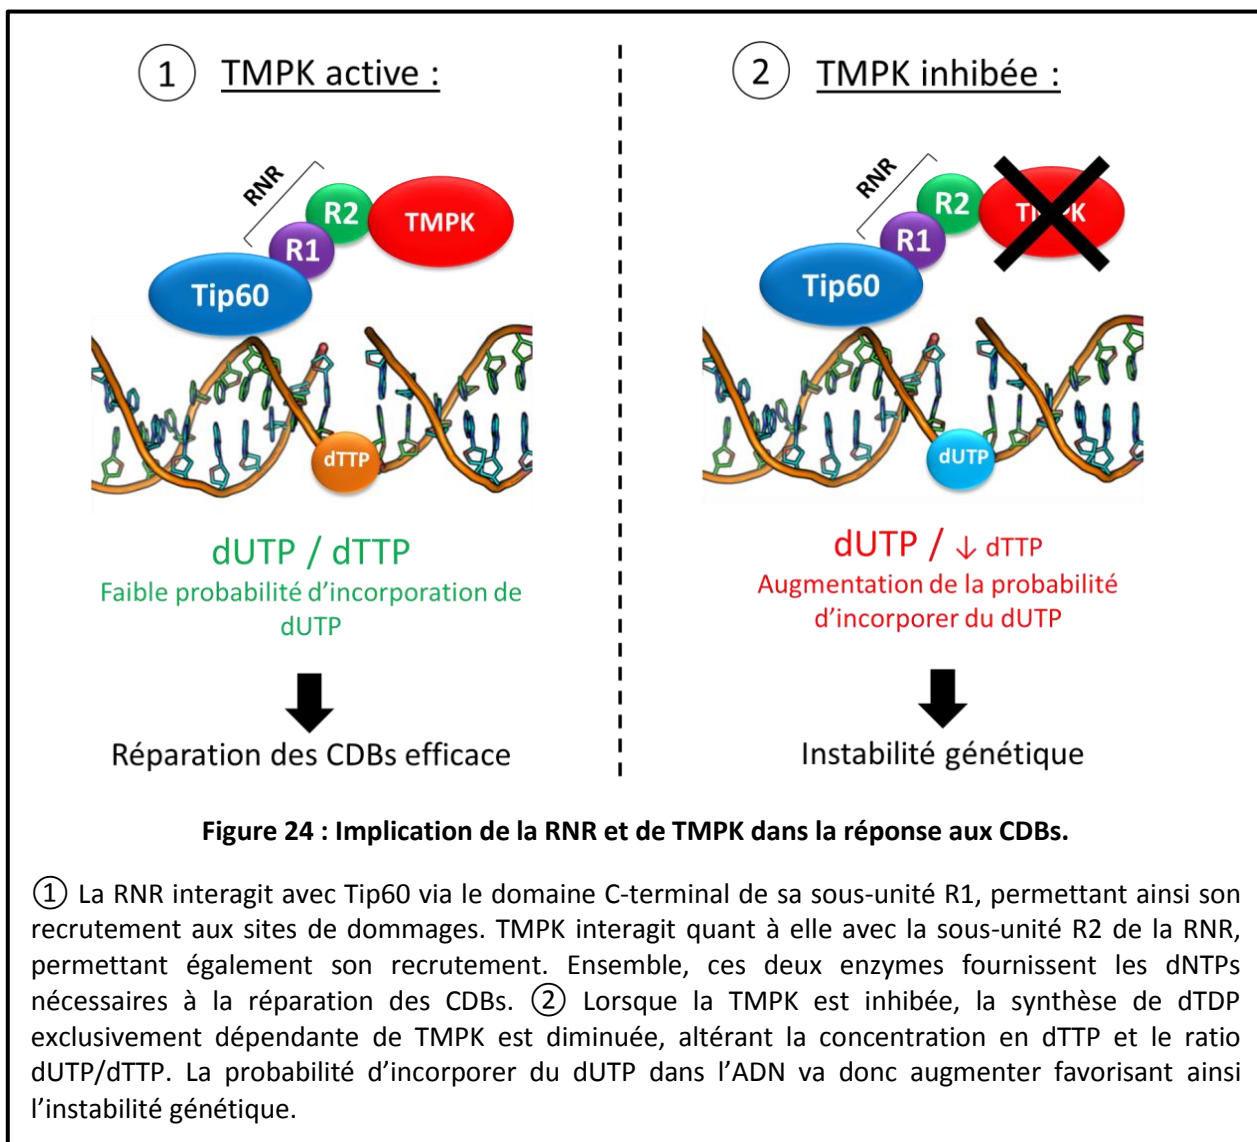 ① TMPK active :
② TMPK inhibée :
RNR
R2
TMPK
R1
Tip60
dTTP
RNR
R2
TMPK
R1
Tip60
dUTP
dUTP / dTTP
Faible probabilité d’incorporation de
dUTP
dUTP / ↓ dTTP
Augmentation de la probabilité
d’incorporer du dUTP
Réparation des CDBs efficace
Instabilité génétique
Figure 24 : Implication de la RNR et de TMPK dans la réponse aux CDBs.
① La RNR interagit avec Tip60 via le domaine C-terminal de sa sous-unité R1, permettant ainsi son
recrutement aux sites de dommages. TMPK interagit quant à elle avec la sous-unité R2 de la RNR,
permettant également son recrutement. Ensemble, ces deux enzymes fournissent les dNTPs
nécessaires à la réparation des CDBs. ② Lorsque la TMPK est inhibée, la synthèse de dTDP
exclusivement dépendante de TMPK est diminuée, altérant la concentration en dTTP et le ratio
dUTP/dTTP. La probabilité d’incorporer du dUTP dans l’ADN va donc augmenter favorisant ainsi
l’instabilité génétique.